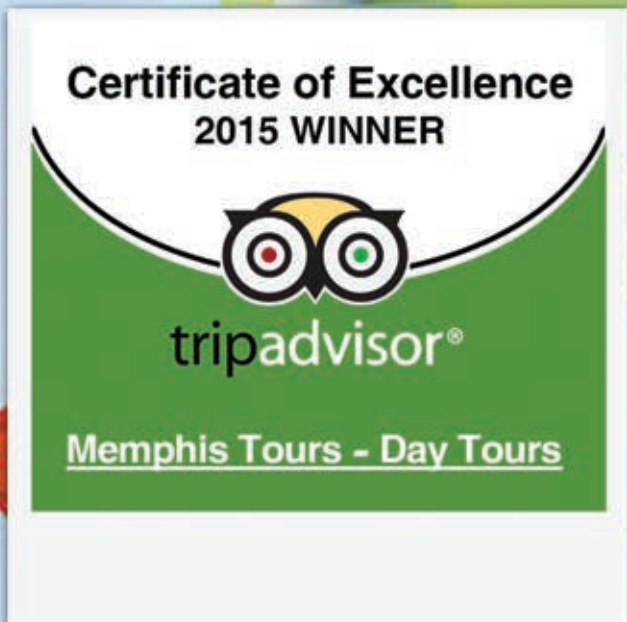 Certificate of Excellence
2015 WINNER
tripadvisor®
Memphis Tours - Day Tours